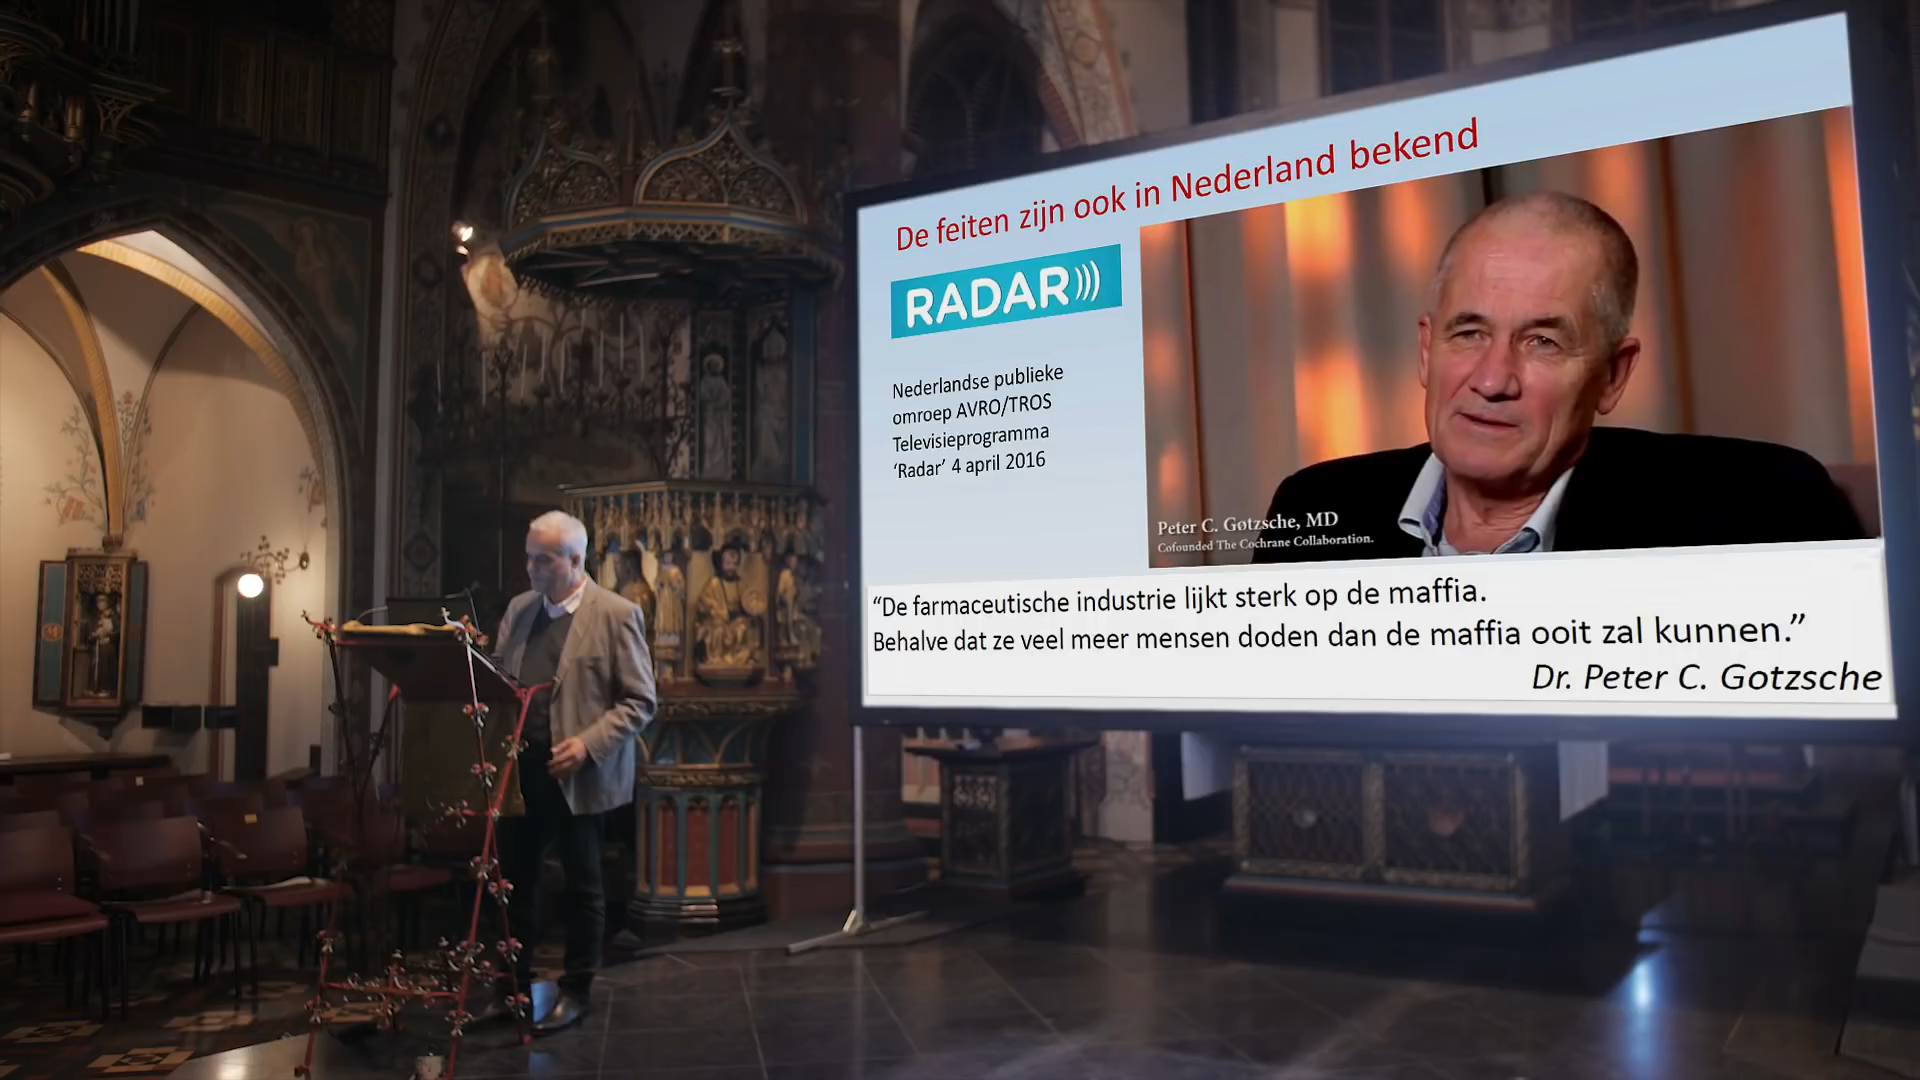 De feiten zijn ook in Nederland bekend
RADAR
Nederlandse publieke
omroep AVRO/TROS
Televisieprogramma
‘Radar’ 4 april 2016
Peter C. Gøtzsche, MD
Cofounded The Cochrane Collaboration.
“De farmaceutische industrie lijkt sterk op de maffia.
Behalve dat ze veel meer mensen doden dan de maffia ooit zal kunnen.”
Dr. Peter C. Gotzsche